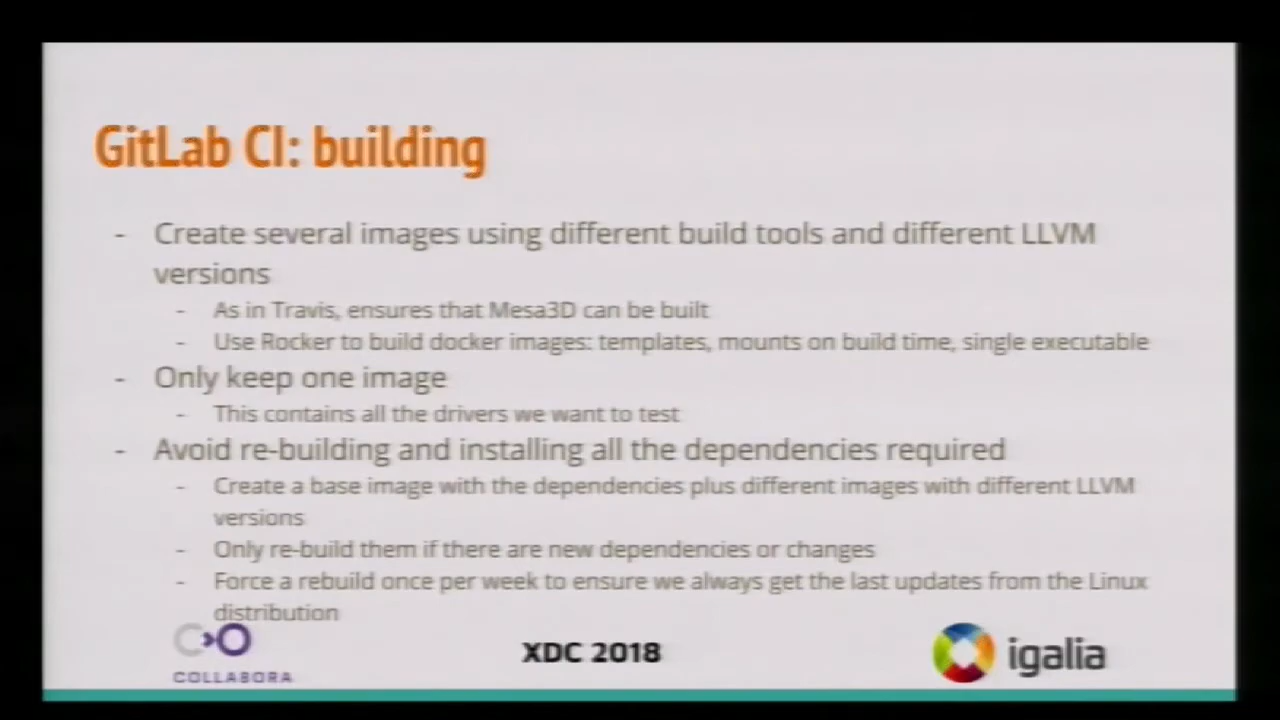 GitLab CI: building
- Create several images using different build tools and different LLVM
versions
- As in Travis, ensures that Mesa3D can be built
- Use Rocker to build docker images: templates, mounts on build time, single executable
- Only keep one image
- This contains all the drivers we want to test
- Avoid re-building and installing all the dependencies required
- Create a base image with the dependencies plus different images with different LLVM
versions
- Only re-build them if there are new dependencies or changes
- Force a rebuild once per week to ensure we always get the last updates from the Linux
distribution
COLLABORA
XDC 2018
igalia